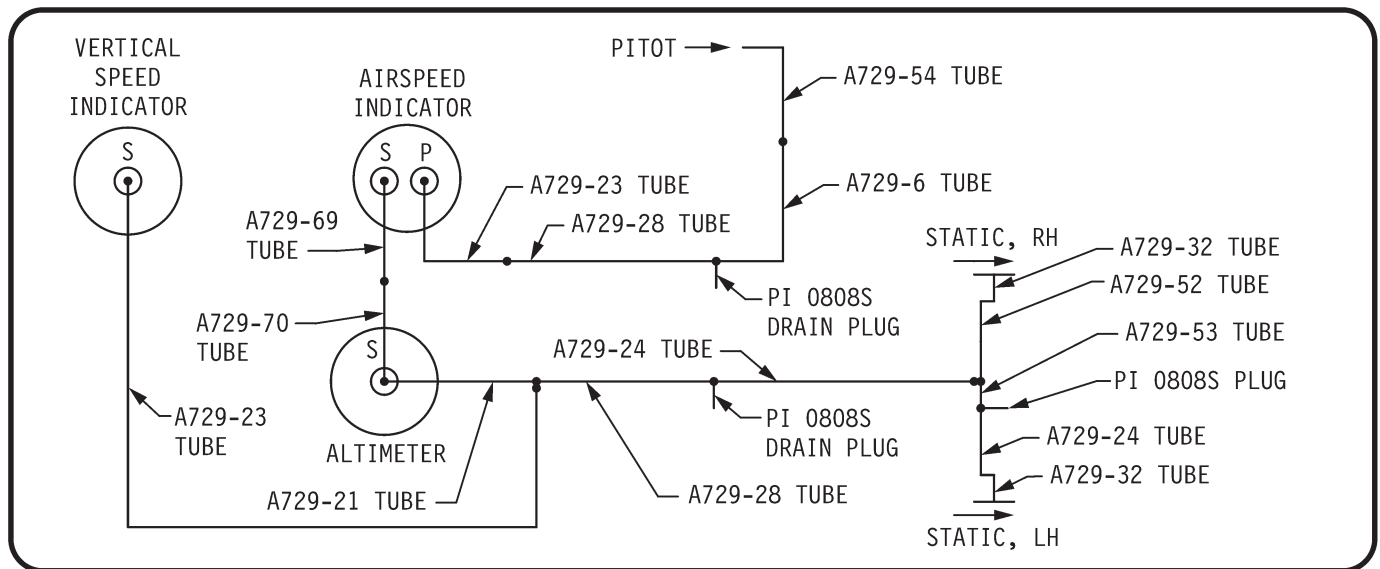 VERTICAL
SPEED
INDICATOR
S
AIRSPEED
INDICATOR
S P
PITOT
A729-54 TUBE
A729-6 TUBE
A729-23 TUBE
A729-28 TUBE
A729-69
TUBE
PI 0808S
DRAIN PLUG
STATIC, RH
A729-32 TUBE
A729-52 TUBE
A729-53 TUBE
PI 0808S PLUG
A729-24 TUBE
A729-32 TUBE
STATIC, LH
A729-70
TUBE
S
ALTIMETER
A729-24 TUBE
PI 0808S
DRAIN PLUG
A729-23
TUBE
A729-21 TUBE
A729-28 TUBE